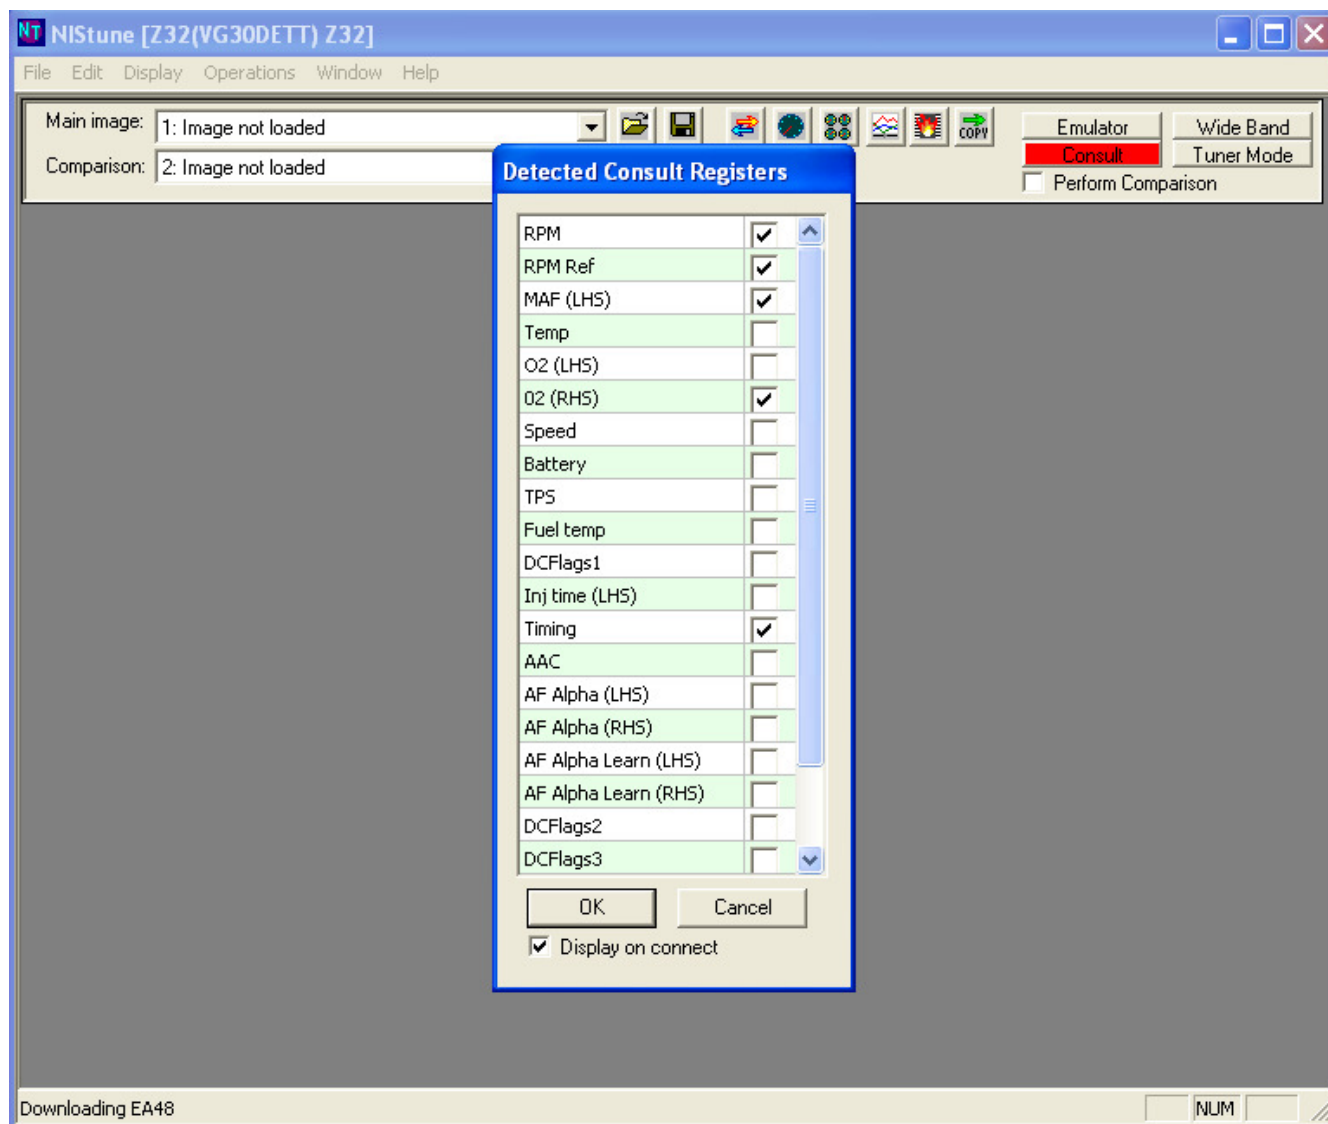 NT NIStune [Z32(VG30DETT) Z32]
File Edit Display Operations Window Help
Main image: 1: Image not loaded
Comparison: 2: Image not loaded
COPY
Emulator Wide Band
Consult Tuner Mode
Perform Comparison
Detected Consult Registers
RPM
RPM Ref
MAF (LHS)
Temp
O2 (LHS)
02 (RHS)
Speed
Battery
TPS
Fuel temp
DCFlags1
Inj time (LHS)
Timing
AAC
AF Alpha (LHS)
AF Alpha (RHS)
AF Alpha Learn (LHS)
AF Alpha Learn (RHS)
DCFlags2
DCFlags3
OK Cancel
Display on connect
Downloading EA48 NUM